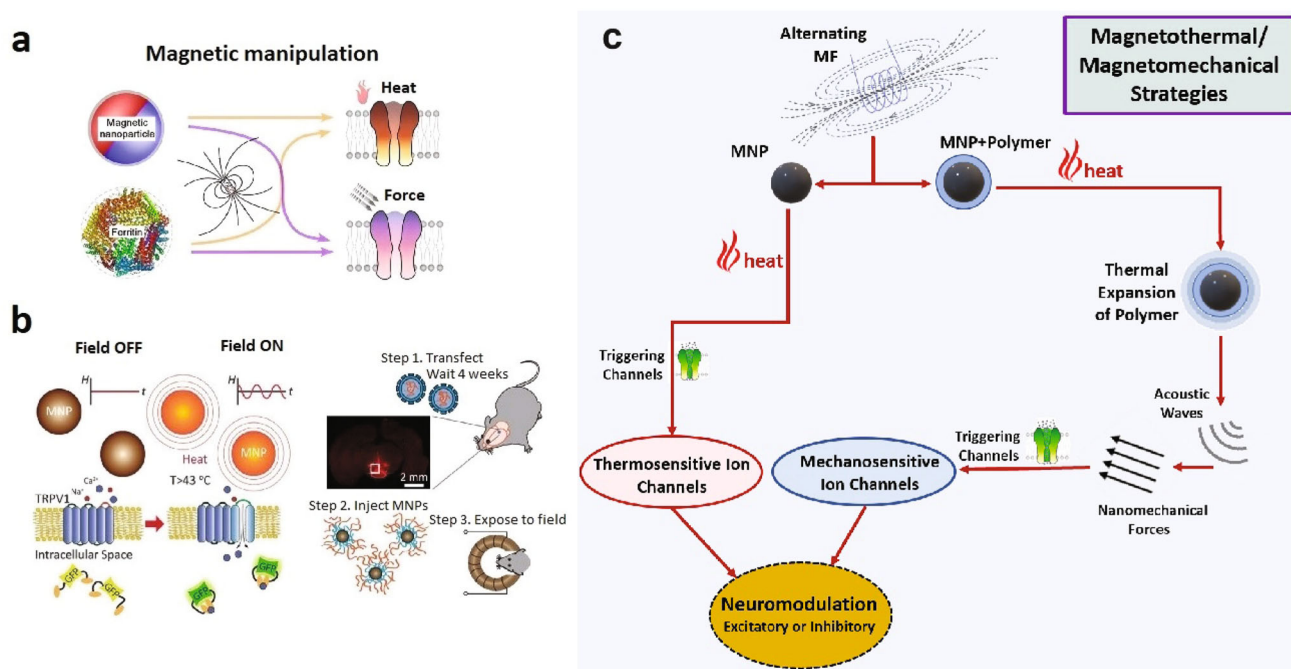 a
Magnetic manipulation
Magnetic
nanoparticle
Ferritin
Heat
Force
b
Field OFF
Field ON
H
t
H
t
MNP
MNP
Heat
T>43 °C
Ca²⁺
Na⁺
TRPV1
Intracellular Space
GFP
GFP
GFP
GFP
Step 1. Transfect
Wait 4 weeks
2 mm
Step 2. Inject MNPs
Step 3. Expose to field
c
Alternating
MF
Magnetothermal/
Magnetomechanical
Strategies
MNP
MNP+Polymer
heat
heat
Thermal
Expansion
of Polymer
Triggering
Channels
Acoustic
Waves
Triggering
Channels
Nanomechanical
Forces
Thermosensitive Ion
Channels
Mechanosensitive
Ion Channels
Neuromodulation
Excitatory or Inhibitory